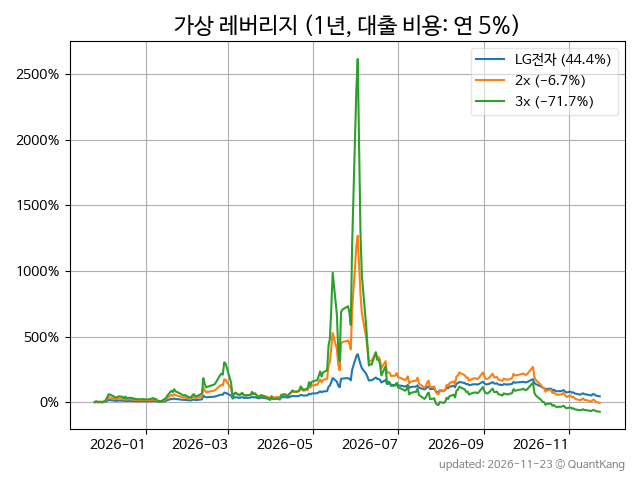 가상 레버리지 (1년, 대출 비용: 연 5%)
LG전자 (44.4%)
2x (−6.7%)
3x (−71.7%)
2500%
2000%
1500%
1000%
500%
0%
2026-01 2026-03 2026-05 2026-07 2026-09 2026-11
updated: 2026-11-23 © QuantKang